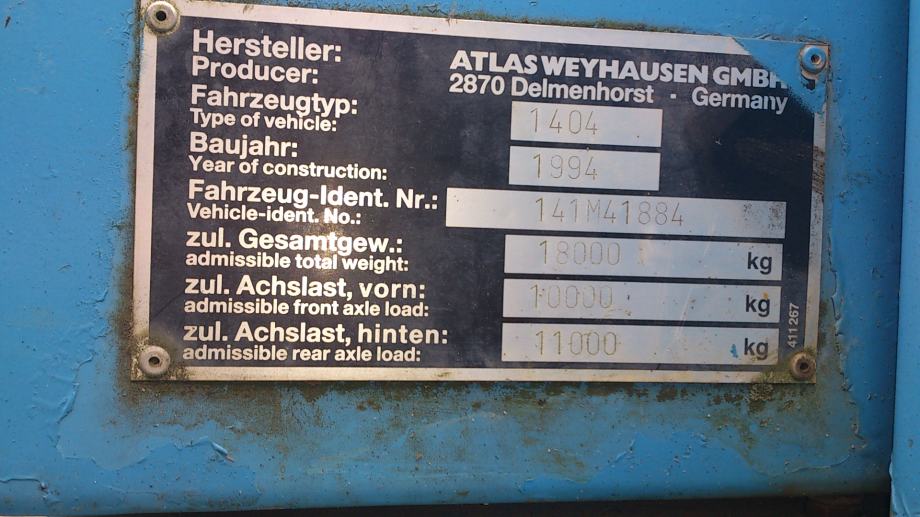 Hersteller: ATLAS WEYHAUSEN GMBH
Producer: 2870 Delmenhorst · Germany
Fahrzeugtyp:
Type of vehicle: 1404
Baujahr:
Year of construction: 1994
Fahrzeug-Ident. Nr.:
Vehicle-ident. No.: 141M41884
zul. Gesamtgew.:
admissible total weight: 18000 kg
zul. Achslast, vorn:
admissible front axle load: 10000 kg
zul. Achslast, hinten:
admissible rear axle load: 11000 kg
411 267